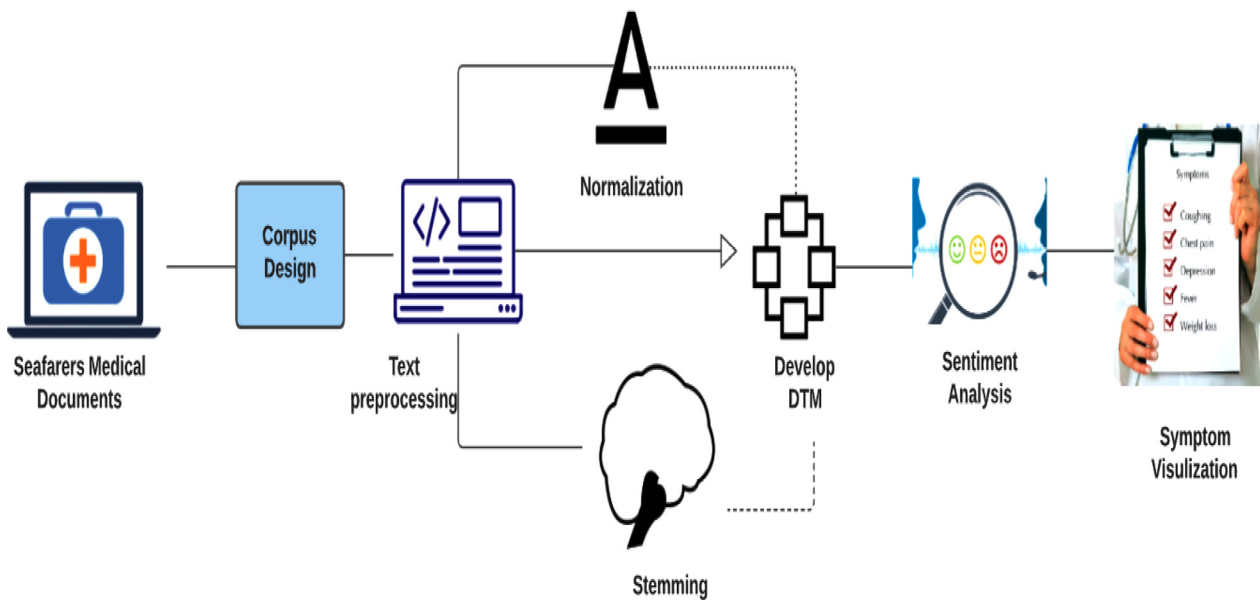 A
Normalization
Seafarers Medical
Documents
Corpus
Design
</>
Text
preprocessing
Stemming
Develop
DTM
Sentiment
Analysis
Symptoms
Coughing
Chest pain
Depression
Fever
Weight loss
Symptom
Visulization